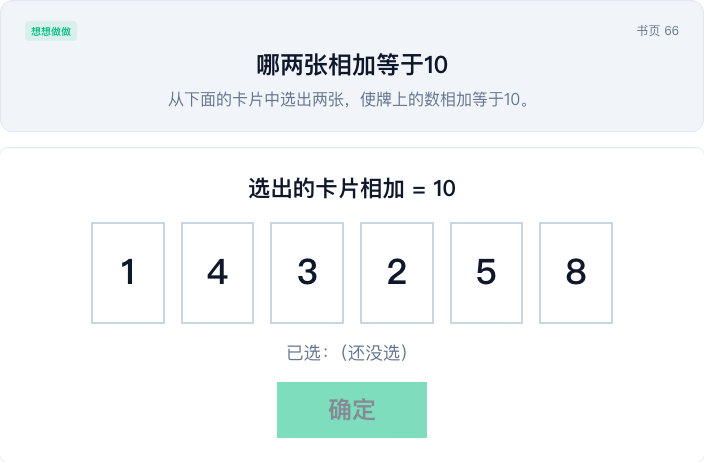 想想做做
书页 66
哪两张相加等于10
从下面的卡片中选出两张，使牌上的数相加等于10。
选出的卡片相加 = 10
1 4 3 2 5 8
已选：（还没选）
确定